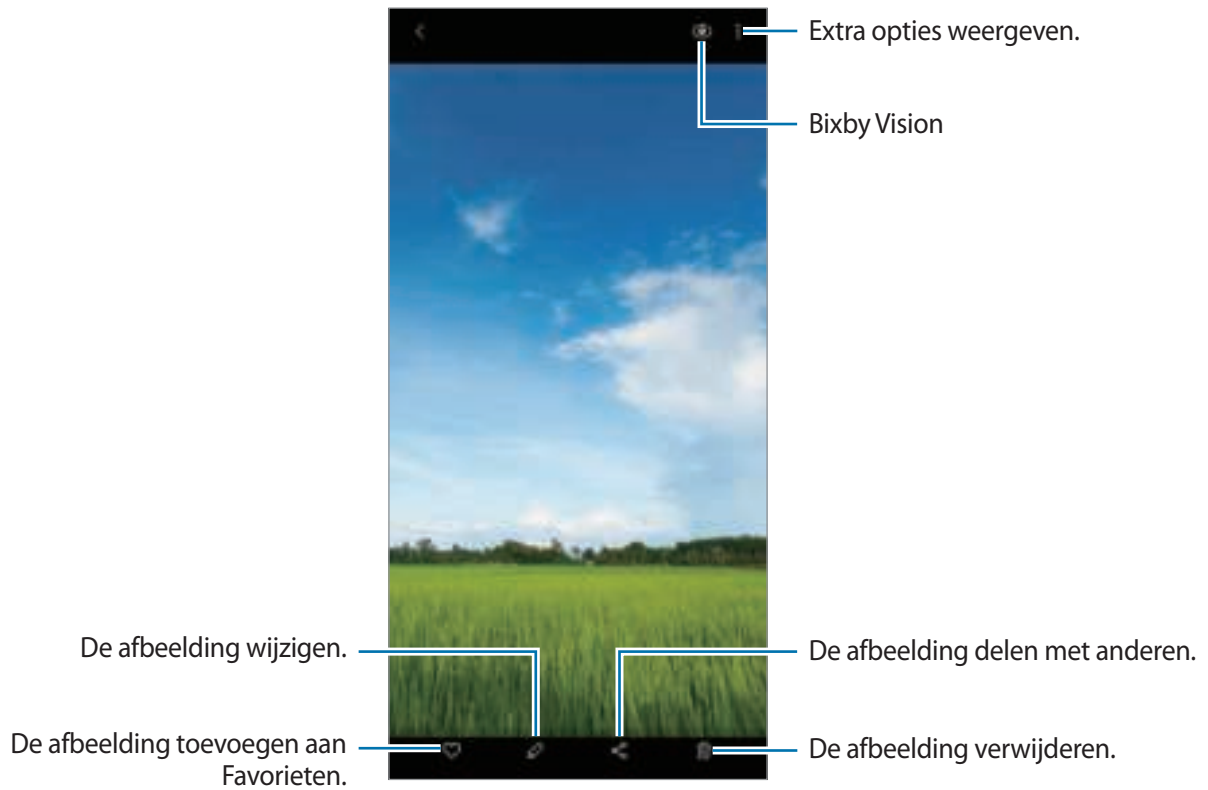 Extra opties weergeven.
Bixby Vision
De afbeelding wijzigen.
De afbeelding delen met anderen.
De afbeelding toevoegen aan
Favorieten.
De afbeelding verwijderen.